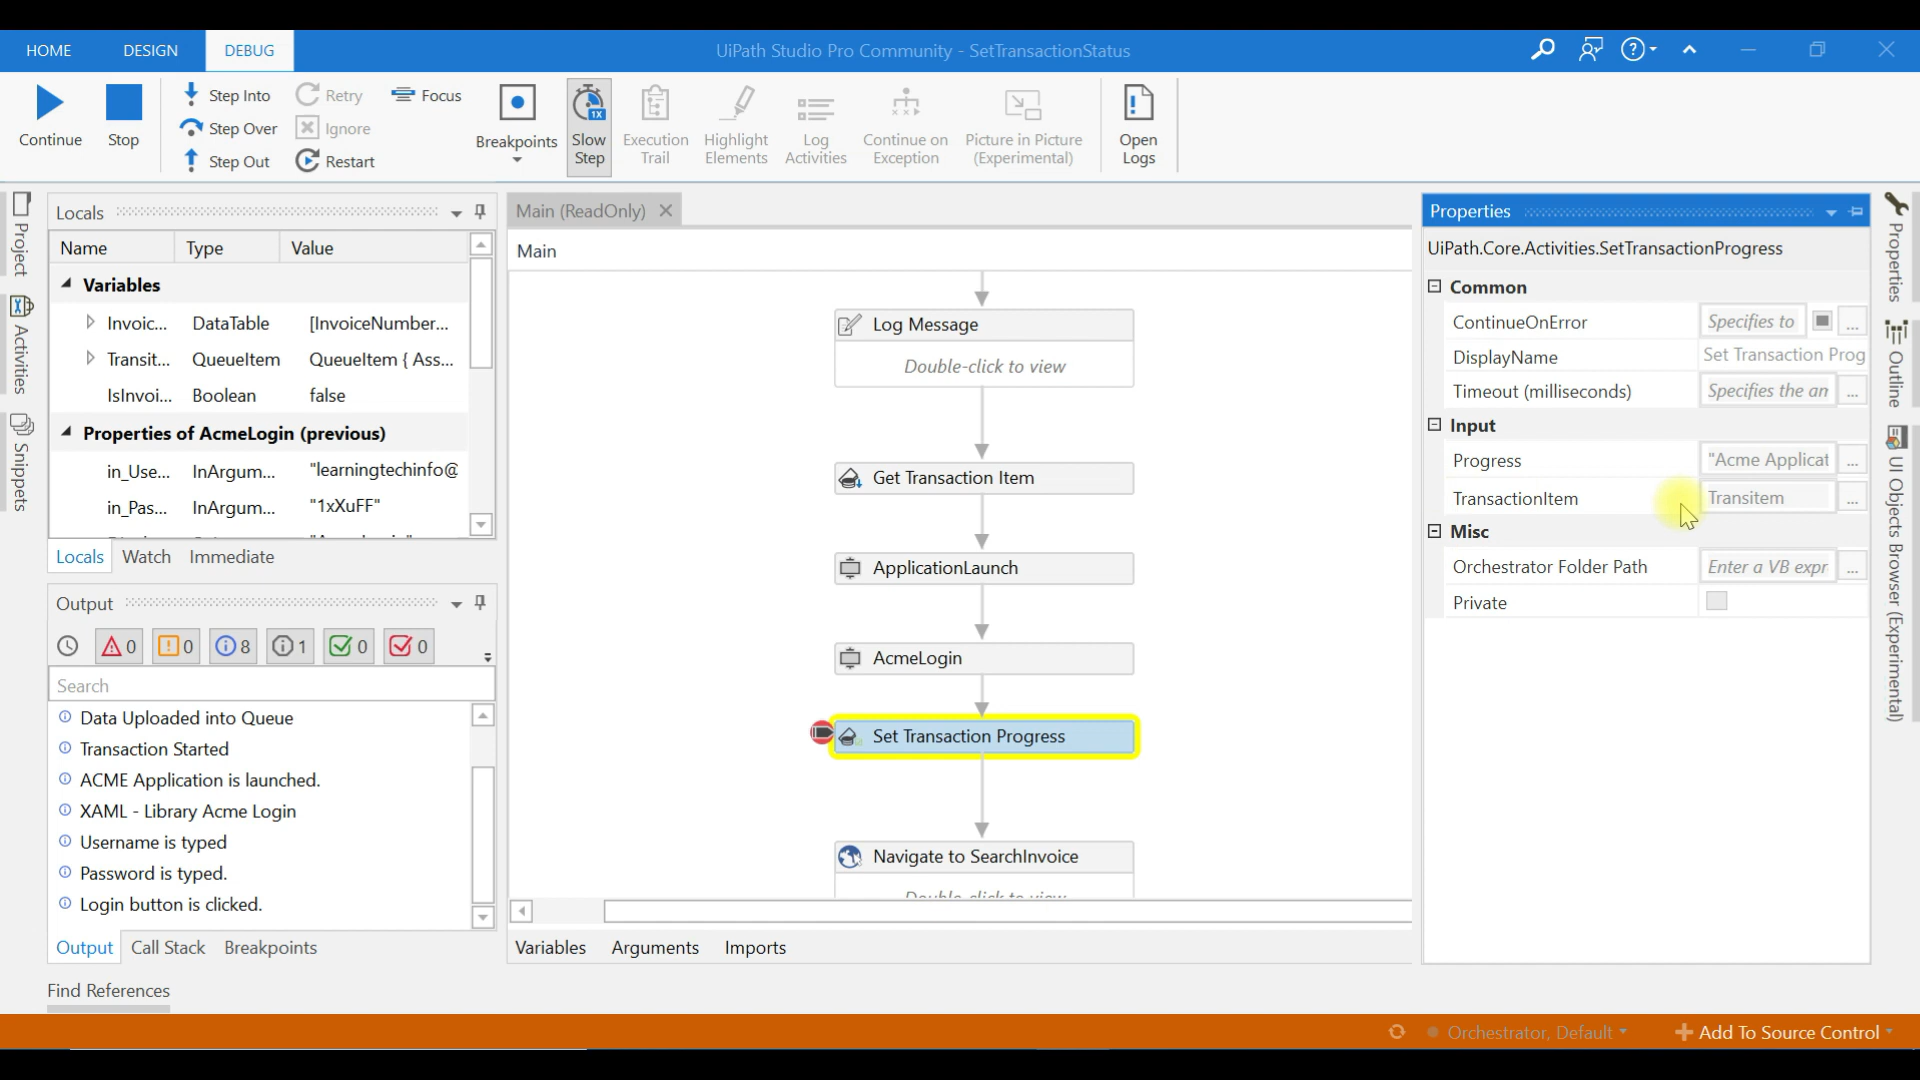 HOME
DESIGN
DEBUG
UiPath Studio Pro Community - SetTransactionStatus
Continue
Stop
Step Into
Step Over
Step Out
Retry
Ignore
Restart
Focus
Breakpoints
1X
Slow Step
Execution Trail
Highlight Elements
Log Activities
Continue on Exception
Picture in Picture (Experimental)
Open Logs
Project
Activities
Snippets
Locals
Name Type Value
Variables
Invoic... DataTable [InvoiceNumber...
Transit... QueueItem QueueItem { Ass...
IsInvoi... Boolean false
Properties of AcmeLogin (previous)
in_Use... InArgum... "learningtechinfo@
in_Pas... InArgum... "1xXuFF"
Locals Watch Immediate
Output
0 0 8 1 0 0
Search
Data Uploaded into Queue
Transaction Started
ACME Application is launched.
XAML - Library Acme Login
Username is typed
Password is typed.
Login button is clicked.
Output Call Stack Breakpoints
Find References
Main (ReadOnly)
Main
Log Message
Double-click to view
Get Transaction Item
ApplicationLaunch
AcmeLogin
Set Transaction Progress
Navigate to SearchInvoice
Double-click to view
Variables Arguments Imports
Properties
UiPath.Core.Activities.SetTransactionProgress
Common
ContinueOnError Specifies to ...
DisplayName Set Transaction Prog
Timeout (milliseconds) Specifies the an ...
Input
Progress "Acme Applicat ...
TransactionItem Transitem ...
Misc
Orchestrator Folder Path Enter a VB expr ...
Private
Properties
Outline
UI Objects Browser (Experimental)
Orchestrator, Default
Add To Source Control